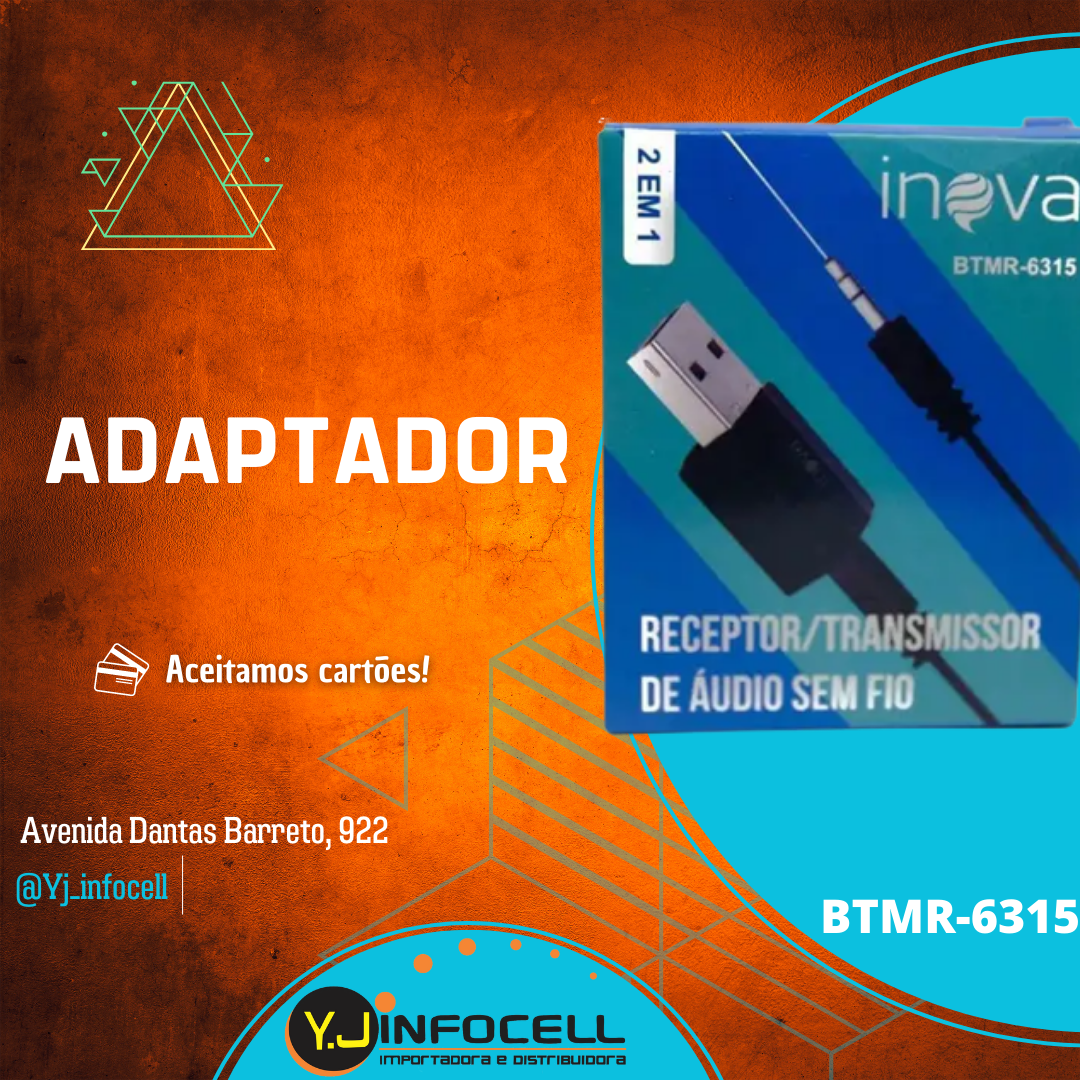 2 EM 1
inova
BTMR-6315
ADAPTADOR
RECEPTOR/TRANSMISSOR
DE ÁUDIO SEM FIO
Aceitamos cartões!
Avenida Dantas Barreto, 922
@Yj_infocell
BTMR-6315
Y.J INFOCELL
IMPORTADORA E DISTRIBUIDORA